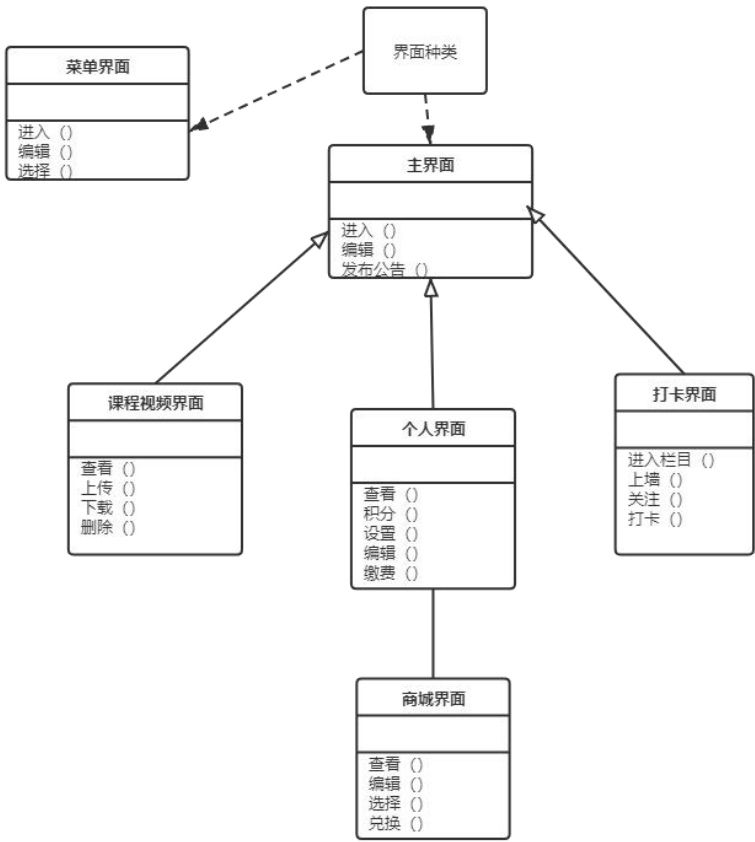 界面种类
菜单界面
进入（）
编辑（）
选择（）
主界面
进入（）
编辑（）
发布公告（）
课程视频界面
查看（）
上传（）
下载（）
删除（）
个人界面
查看（）
积分（）
设置（）
编辑（）
缴费（）
打卡界面
进入栏目（）
上墙（）
关注（）
打卡（）
商城界面
查看（）
编辑（）
选择（）
兑换（）